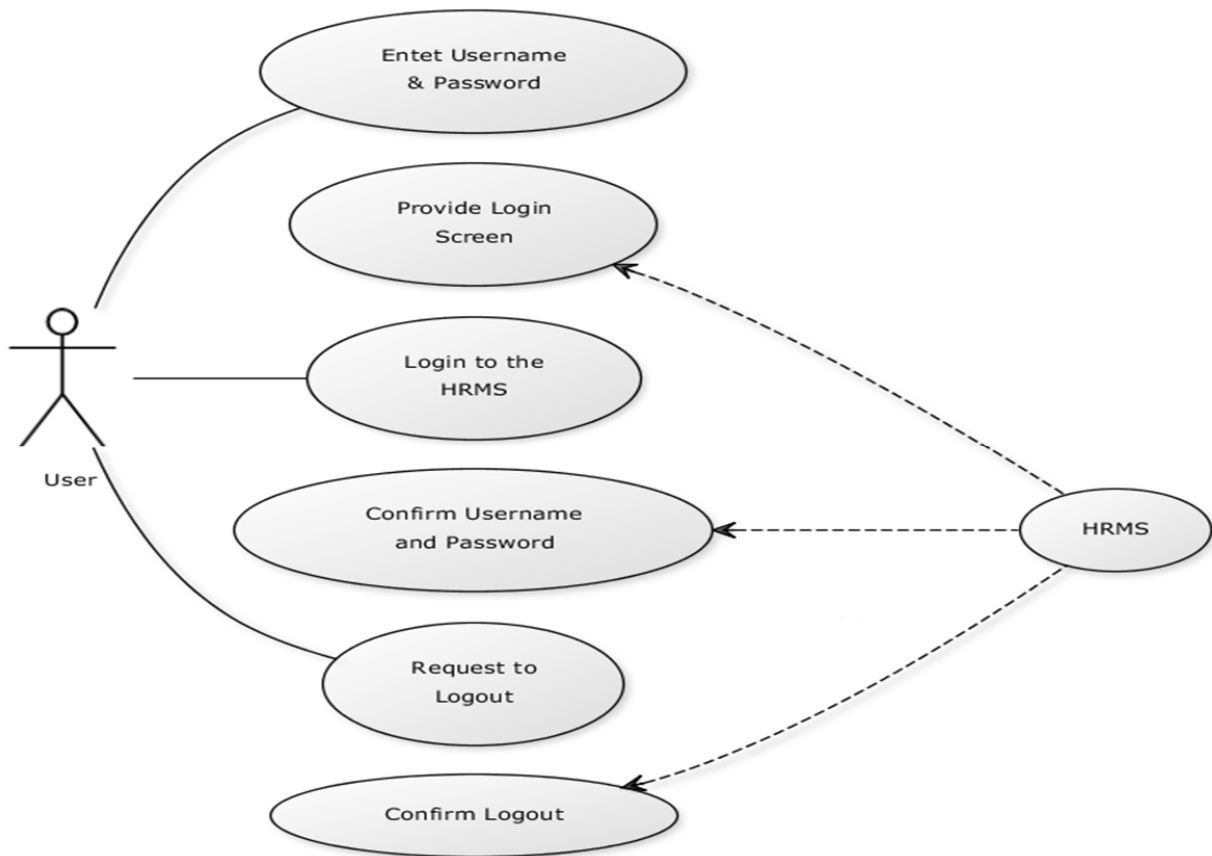 Entet Username
& Password
Provide Login
Screen
Login to the
HRMS
User
Confirm Username
and Password
HRMS
Request to
Logout
Confirm Logout